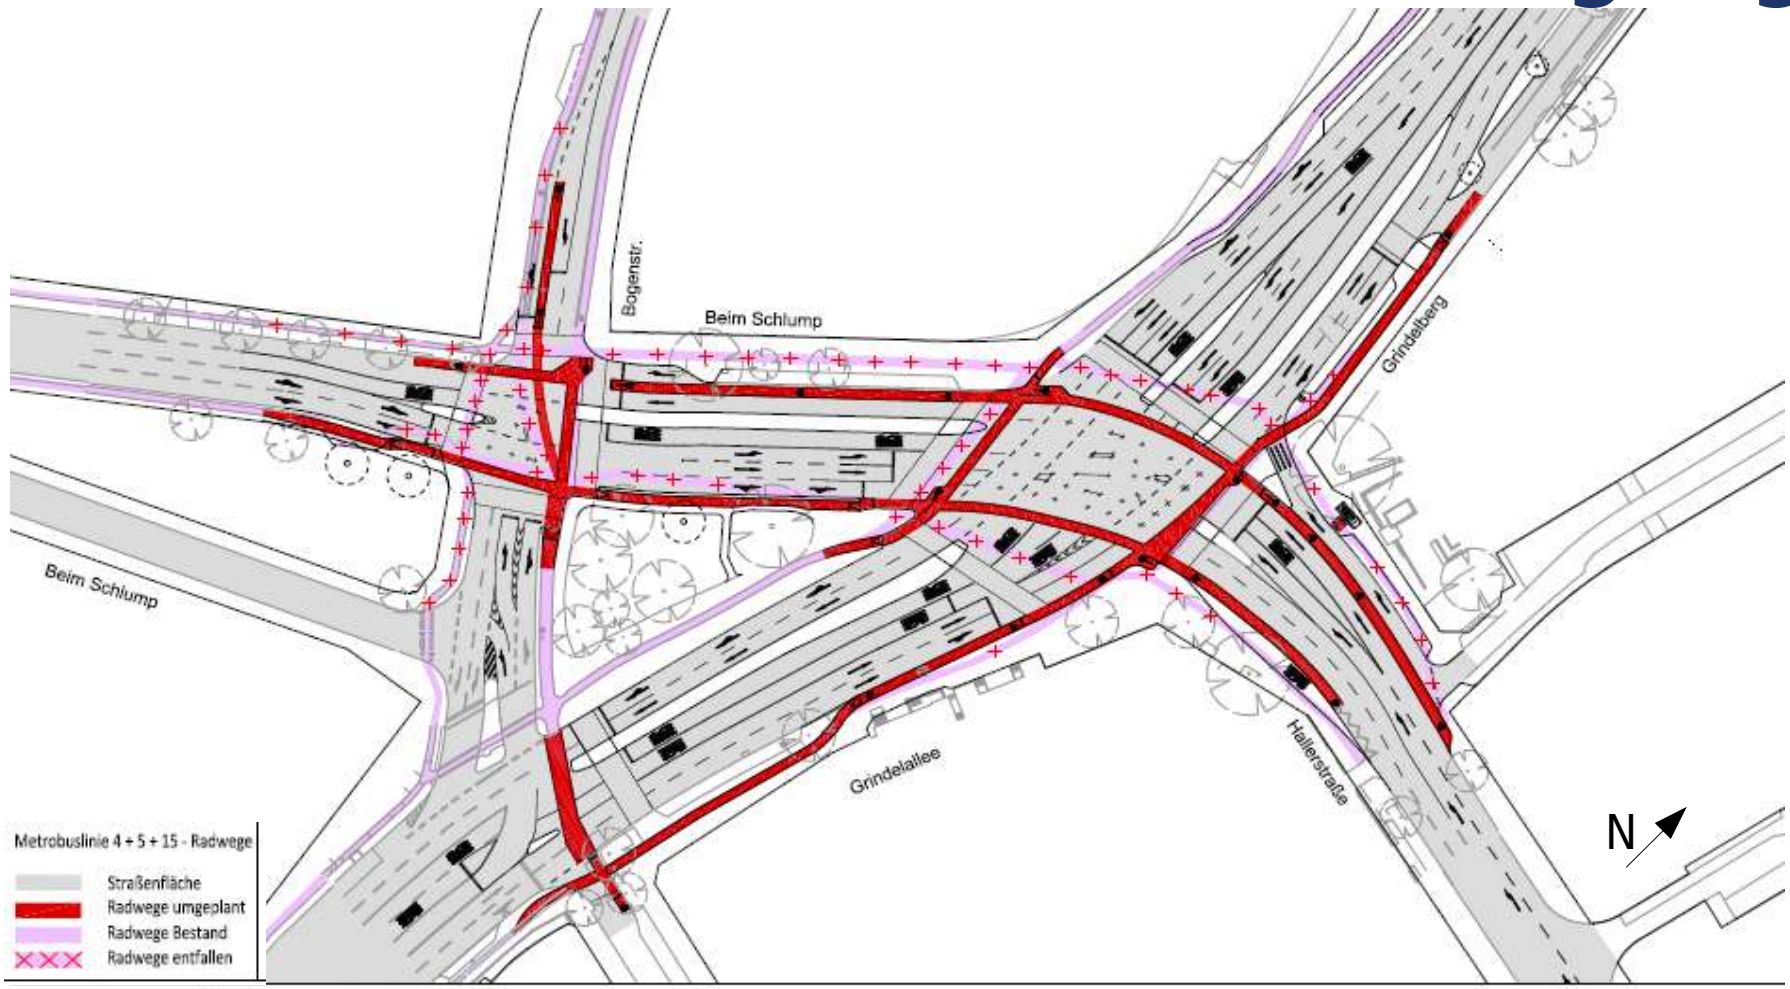 Bogenstr.
Beim Schlump
Grindelberg
Beim Schlump
Grindelallee
Hallerstraße
N
Metrobuslinie 4 + 5 + 15 - Radwege
Straßenfläche
Radwege umgeplant
Radwege Bestand
Radwege entfallen